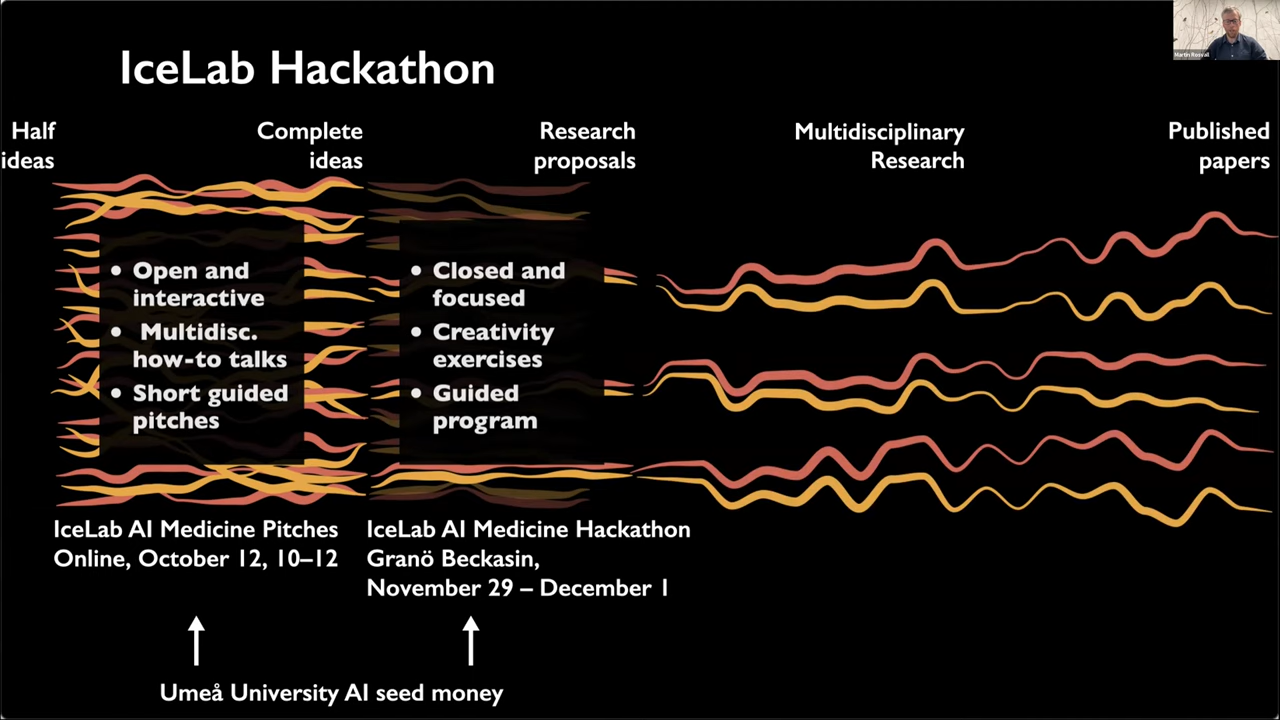 IceLab Hackathon
Half
ideas
Complete
ideas
Research
proposals
Multidisciplinary
Research
Published
papers
• Open and
interactive
• Multidisc.
how-to talks
• Short guided
pitches
• Closed and
focused
• Creativity
exercises
• Guided
program
IceLab AI Medicine Pitches
Online, October 12, 10–12
IceLab AI Medicine Hackathon
Granö Beckasin,
November 29 – December 1
Umeå University AI seed money
Martin Rosvall